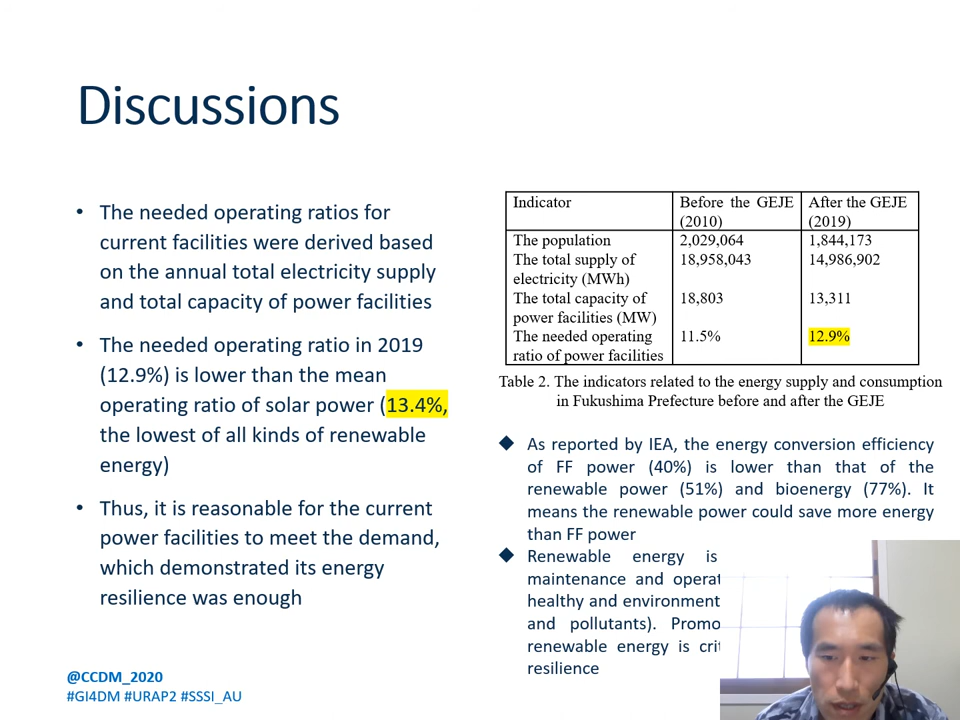 Discussions
• The needed operating ratios for
current facilities were derived based
on the annual total electricity supply
and total capacity of power facilities
• The needed operating ratio in 2019
(12.9%) is lower than the mean
operating ratio of solar power (13.4%,
the lowest of all kinds of renewable
energy)
• Thus, it is reasonable for the current
power facilities to meet the demand,
which demonstrated its energy
resilience was enough
Indicator Before the GEJE After the GEJE
(2010) (2019)
The population 2,029,064 1,844,173
The total supply of 18,958,043 14,986,902
electricity (MWh)
The total capacity of 18,803 13,311
power facilities (MW)
The needed operating 11.5% 12.9%
ratio of power facilities
Table 2. The indicators related to the energy supply and consumption
in Fukushima Prefecture before and after the GEJE
◆ As reported by IEA, the energy conversion efficiency
of FF power (40%) is lower than that of the
renewable power (51%) and bioenergy (77%). It
means the renewable power could save more energy
than FF power
◆ Renewable energy is
maintenance and
healthy and environment
and pollutants).
renewable energy is
resilience
@CCDM_2020
#GI4DM #URAP2 #SSSI_AU